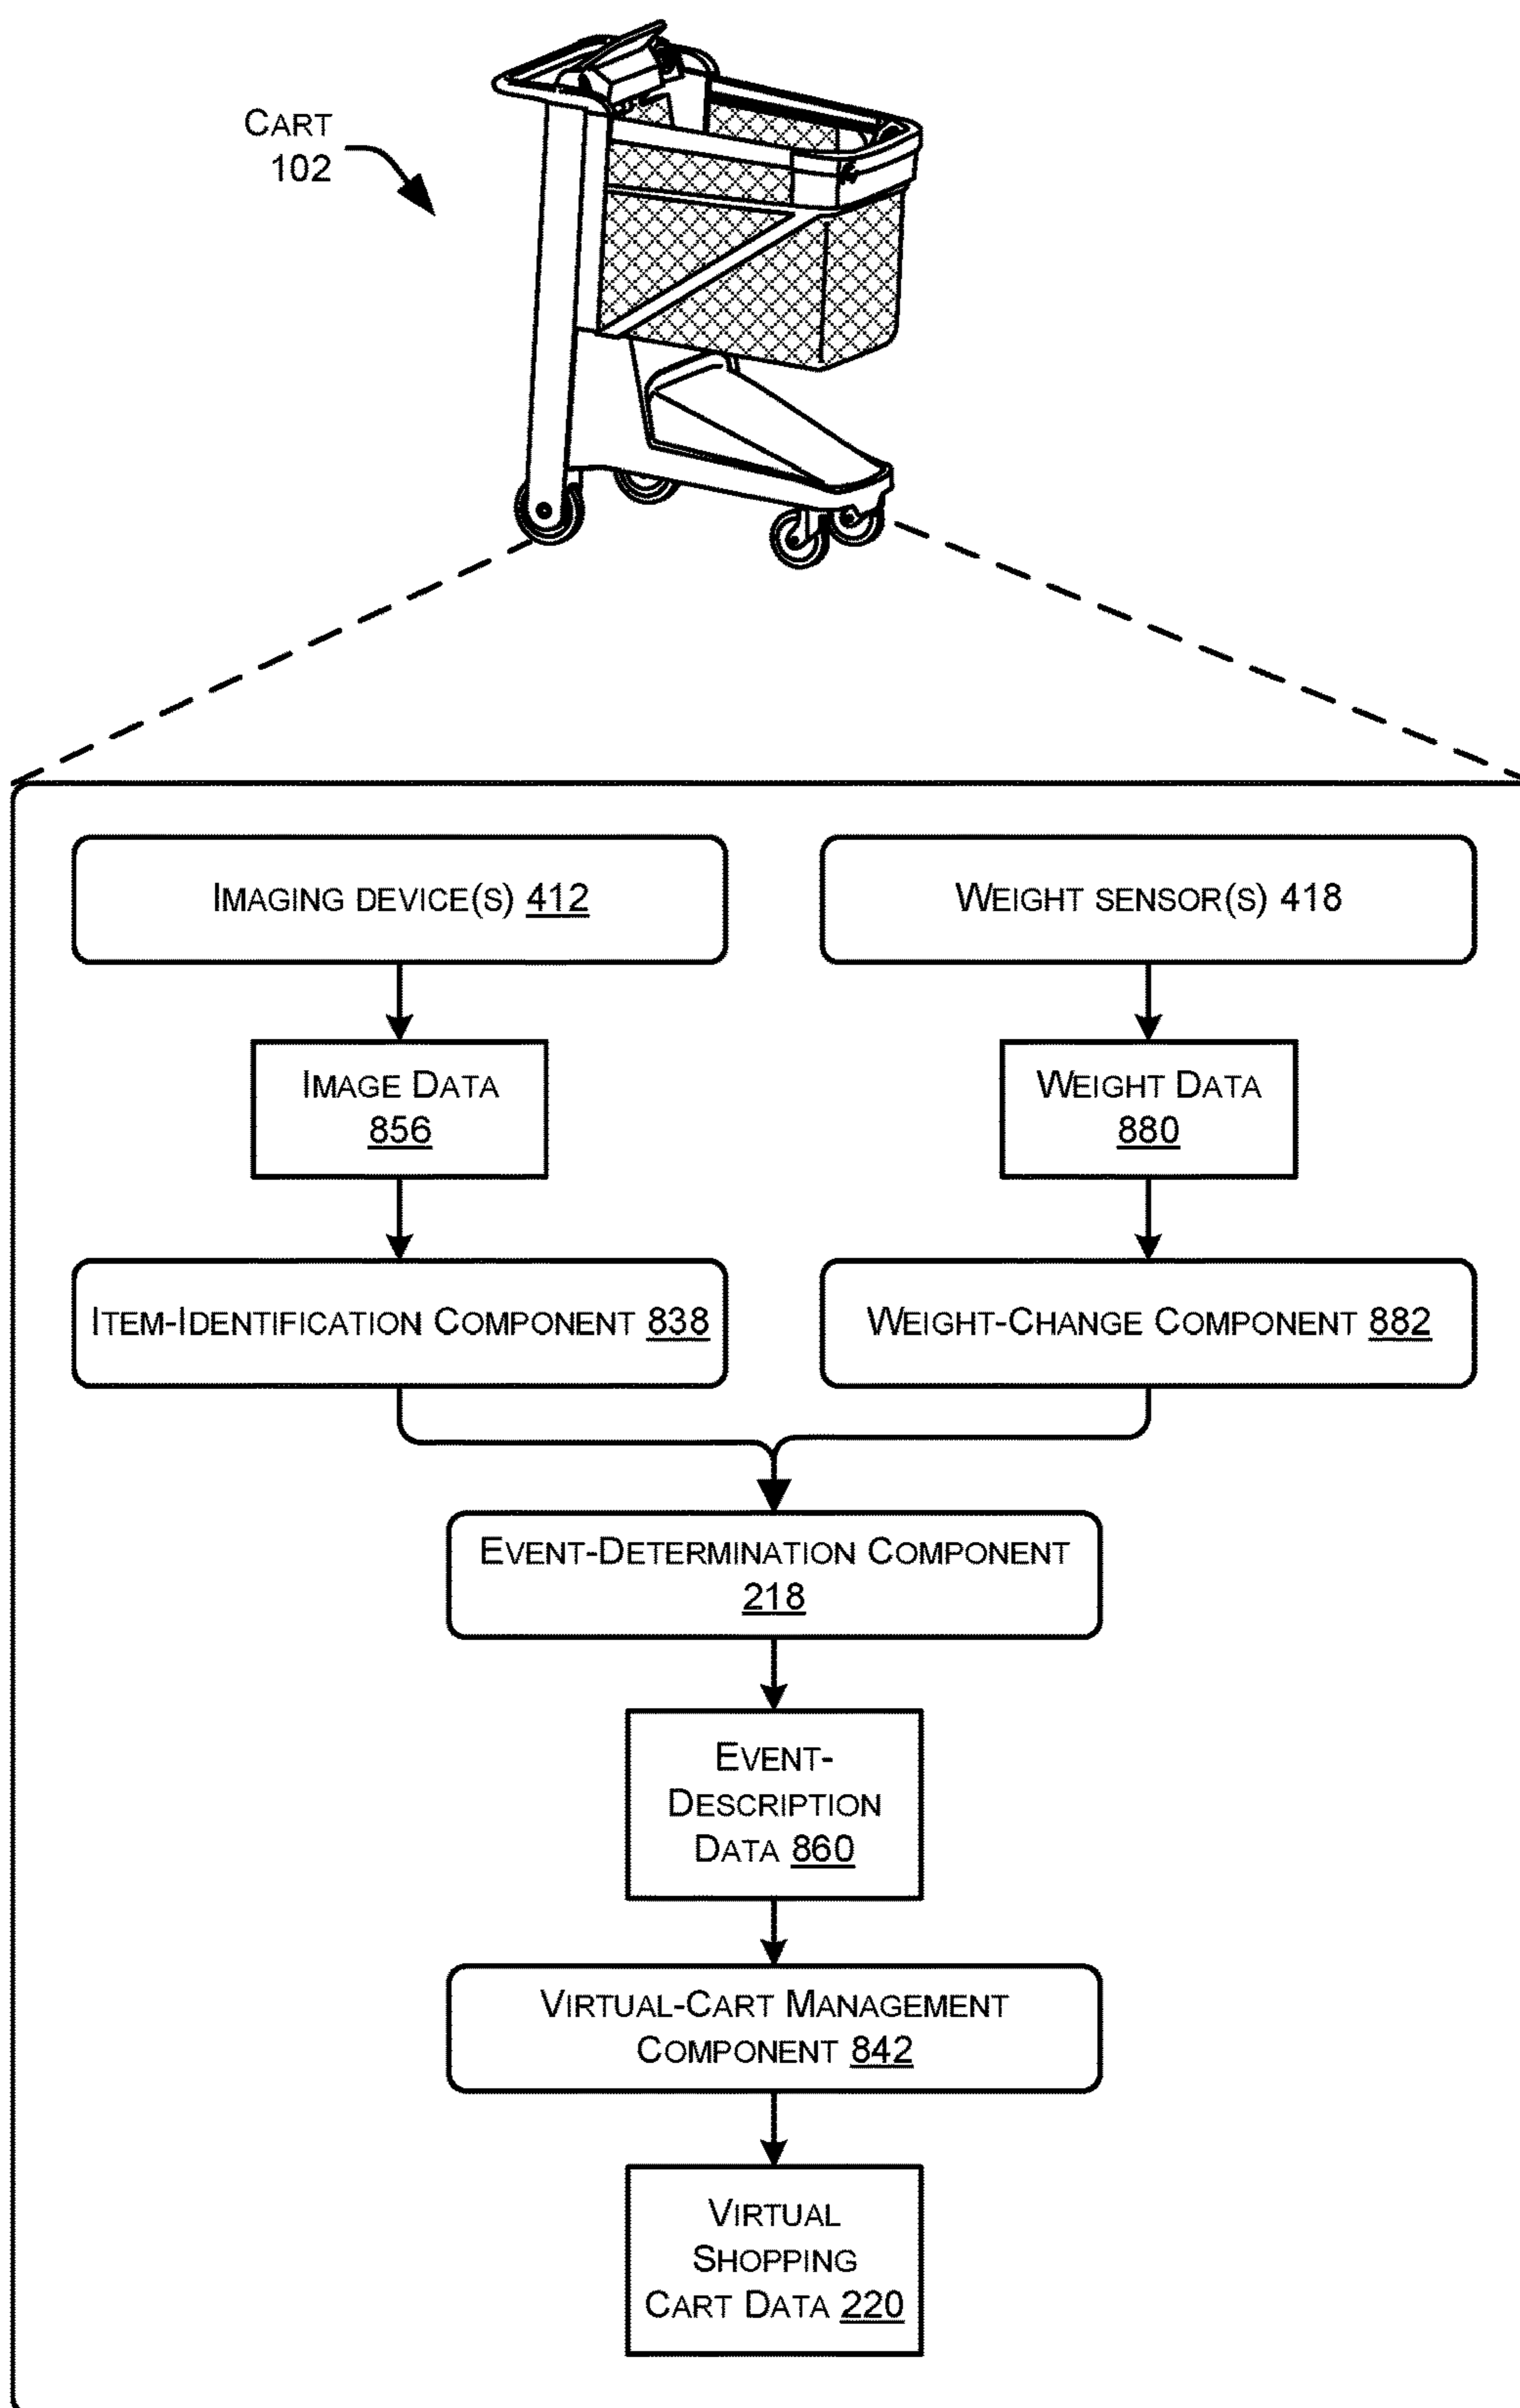 CART
102
IMAGING DEVICE(S) 412
WEIGHT SENSOR(S) 418
IMAGE DATA
856
WEIGHT DATA
880
ITEM-IDENTIFICATION COMPONENT 838
WEIGHT-CHANGE COMPONENT 882
EVENT-DETERMINATION COMPONENT
218
EVENT-
DESCRIPTION
DATA 860
VIRTUAL-CART MANAGEMENT
COMPONENT 842
VIRTUAL
SHOPPING
CART DATA 220